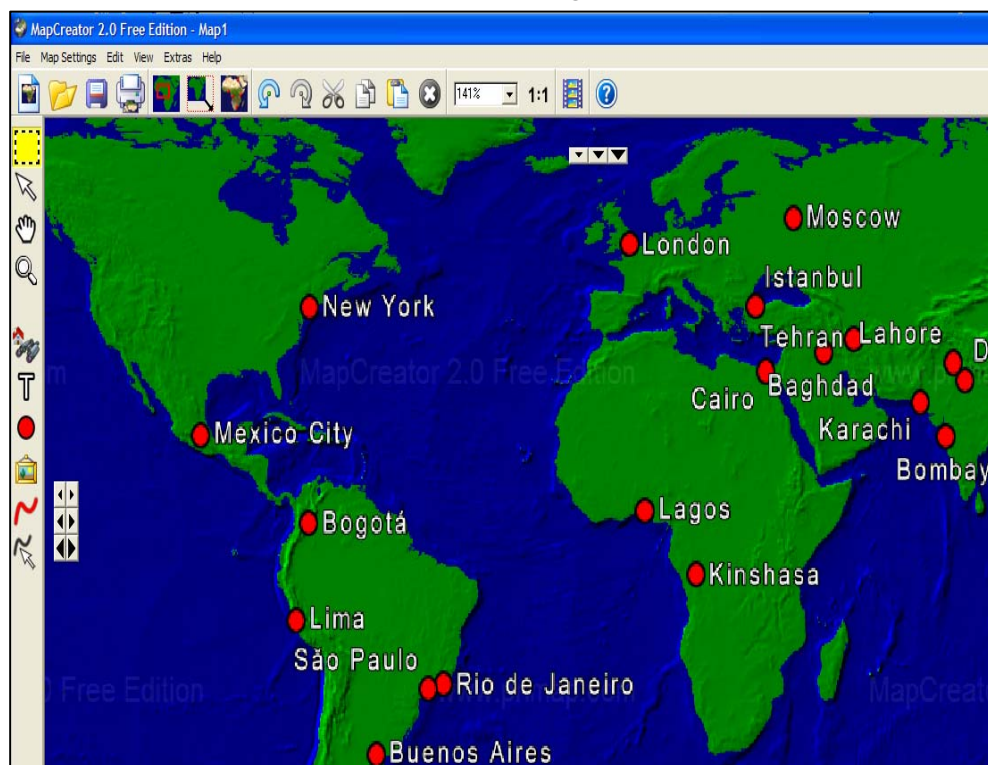 MapCreator 2.0 Free Edition - Map1
File Map Settings Edit View Extras Help
141% 1:1
Moscow
London
Istanbul
New York
Tehran Lahore
D
MapCreator 2.0 Free Edition
Cairo Baghdad
Karachi
Mexico City
Bombay
Lagos
Bogotá
Kinshasa
Lima
São Paulo
Rio de Janeiro
0 Free Edition
MapCreat
Buenos Aires